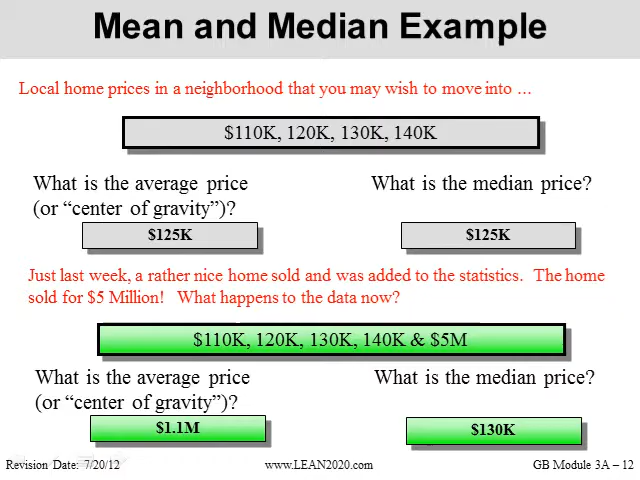 Mean and Median Example
Local home prices in a neighborhood that you may wish to move into ...
$110K, 120K, 130K, 140K
What is the average price
(or “center of gravity”)?
What is the median price?
$125K
$125K
Just last week, a rather nice home sold and was added to the statistics. The home
sold for $5 Million! What happens to the data now?
$110K, 120K, 130K, 140K & $5M
What is the average price
(or “center of gravity”)?
What is the median price?
$1.1M
$130K
Revision Date: 7/20/12
www.LEAN2020.com
GB Module 3A – 12